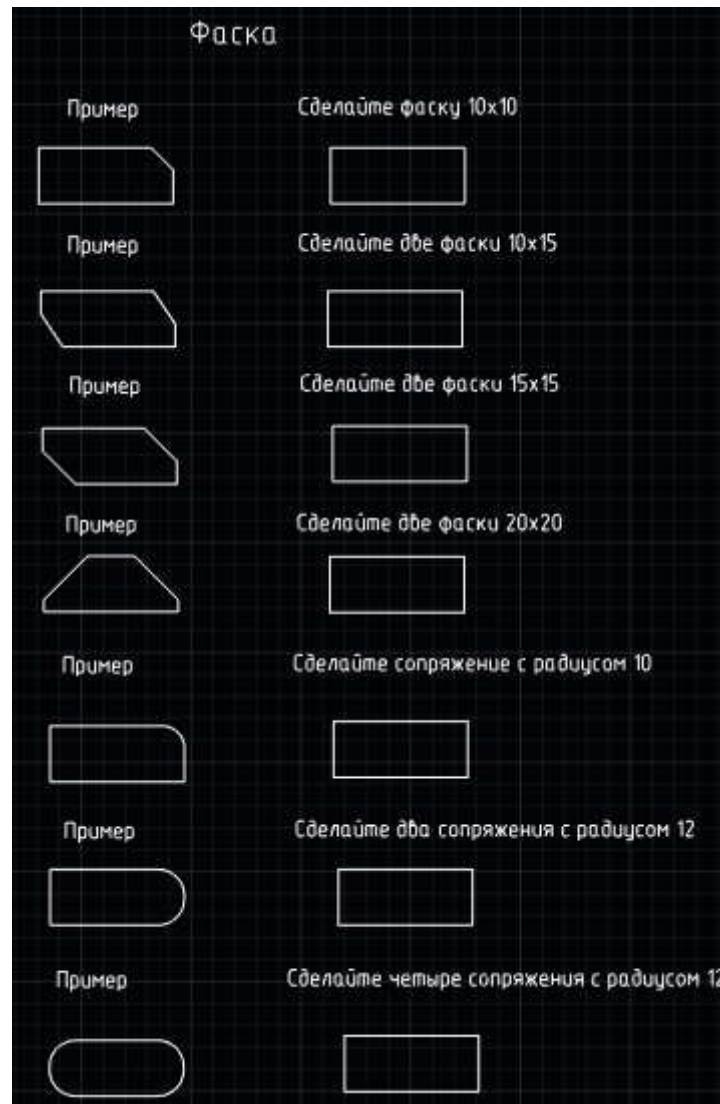 Фаска
Пример Сделайте фаску 10x10
Пример Сделайте две фаски 10x15
Пример Сделайте две фаски 15x15
Пример Сделайте две фаски 20x20
Пример Сделайте сопряжение с радиусом 10
Пример Сделайте два сопряжения с радиусом 12
Пример Сделайте четыре сопряжения с радиусом 12